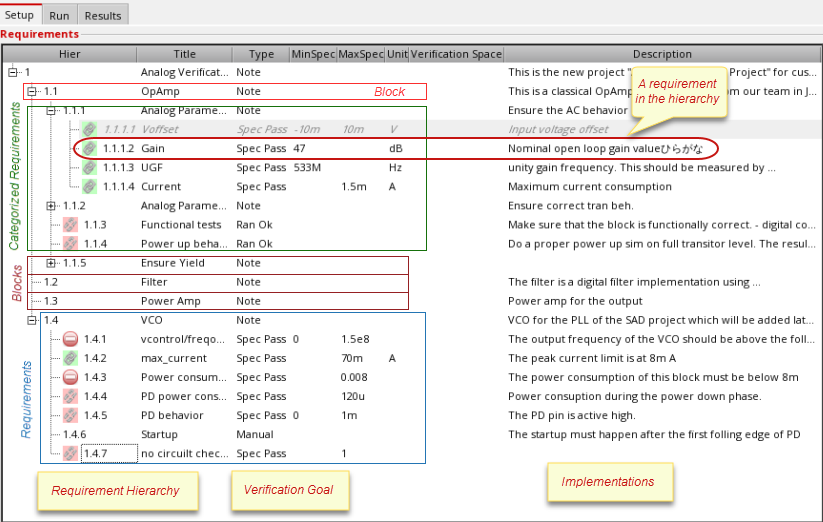 Setup Run Results
Requirements
Hier Title Type MinSpec MaxSpec Unit Verification Space Description
1 Analog Verificat... Note This is the new project " Project" for cus...
1.1 OpAmp Note Block This is a classical OpAmp om our team in J...
A requirement
in the hierarchy
1.1.1 Analog Parame... Note Ensure the AC behavior
1.1.1.1 Voffset Spec Pass -10m 10m V Input voltage offset
1.1.1.2 Gain Spec Pass 47 dB Nominal open loop gain valueひらがな
1.1.1.3 UGF Spec Pass 533M Hz unity gain frequency. This should be measured by ...
1.1.1.4 Current Spec Pass 1.5m A Maximum current consumption
1.1.2 Analog Parame... Note Ensure correct tran beh.
1.1.3 Functional tests Ran Ok Make sure that the block is functionally correct. - digital co...
1.1.4 Power up beha... Ran Ok Do a proper power up sim on full transitor level. The resul...
Categorized Requirements
1.1.5 Ensure Yield Note
1.2 Filter Note The filter is a digital filter implementation using ...
1.3 Power Amp Note Power amp for the output
Blocks
1.4 VCO Note VCO for the PLL of the SAD project which will be added lat...
1.4.1 vcontrol/freqo... Spec Pass 0 1.5e8 The output frequency of the VCO should be above the foll...
1.4.2 max_current Spec Pass 70m A The peak current limit is at 8m A
1.4.3 Power consum... Spec Pass 0.008 The power consumption of this block must be below 8m
1.4.4 PD power cons... Spec Pass 120u Power consuption during the power down phase.
1.4.5 PD behavior Spec Pass 0 1m The PD pin is active high.
1.4.6 Startup Manual The startup must happen after the first folling edge of PD
1.4.7 no circuilt chec... Spec Pass 1
Requirements
Requirement Hierarchy
Verification Goal
Implementations